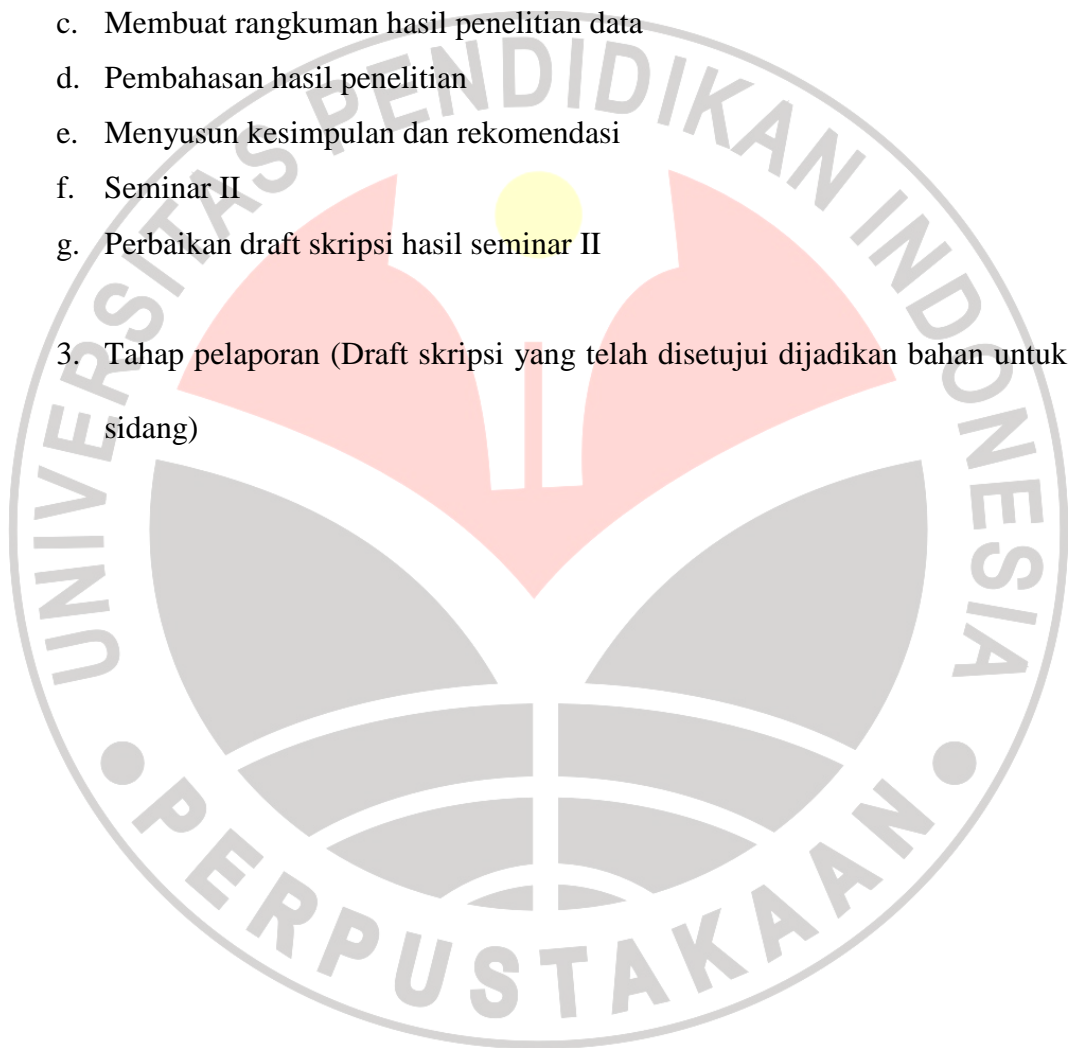 c. Membuat rangkuman hasil penelitian data
d. Pembahasan hasil penelitian
e. Menyusun kesimpulan dan rekomendasi
f. Seminar II
g. Perbaikan draft skripsi hasil seminar II
3. Tahap pelaporan (Draft skripsi yang telah disetujui dijadikan bahan untuk
sidang)
UNIVERSITAS PENDIDIKAN INDONESIA
PERPUSTAKAAN